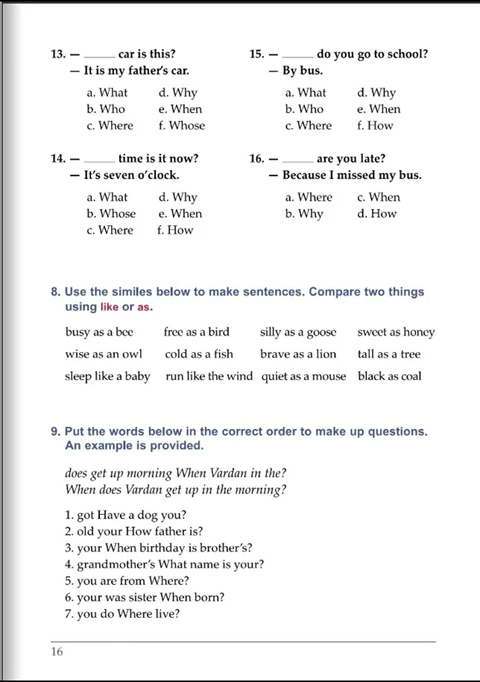 13. — _____ car is this?
— It is my father's car.
a. What d. Why
b. Who e. When
c. Where f. Whose
14. — _____ time is it now?
— It's seven o'clock.
a. What d. Why
b. Whose e. When
c. Where f. How
15. — _____ do you go to school?
— By bus.
a. What d. Why
b. Who e. When
c. Where f. How
16. — _____ are you late?
— Because I missed my bus.
a. Where c. When
b. Why d. How
8. Use the similes below to make sentences. Compare two things
using like or as.
busy as a bee free as a bird silly as a goose sweet as honey
wise as an owl cold as a fish brave as a lion tall as a tree
sleep like a baby run like the wind quiet as a mouse black as coal
9. Put the words below in the correct order to make up questions.
An example is provided.
does get up morning When Vardan in the?
When does Vardan get up in the morning?
1. got Have a dog you?
2. old your How father is?
3. your When birthday is brother's?
4. grandmother's What name is your?
5. you are from Where?
6. your was sister When born?
7. you do Where live?
16